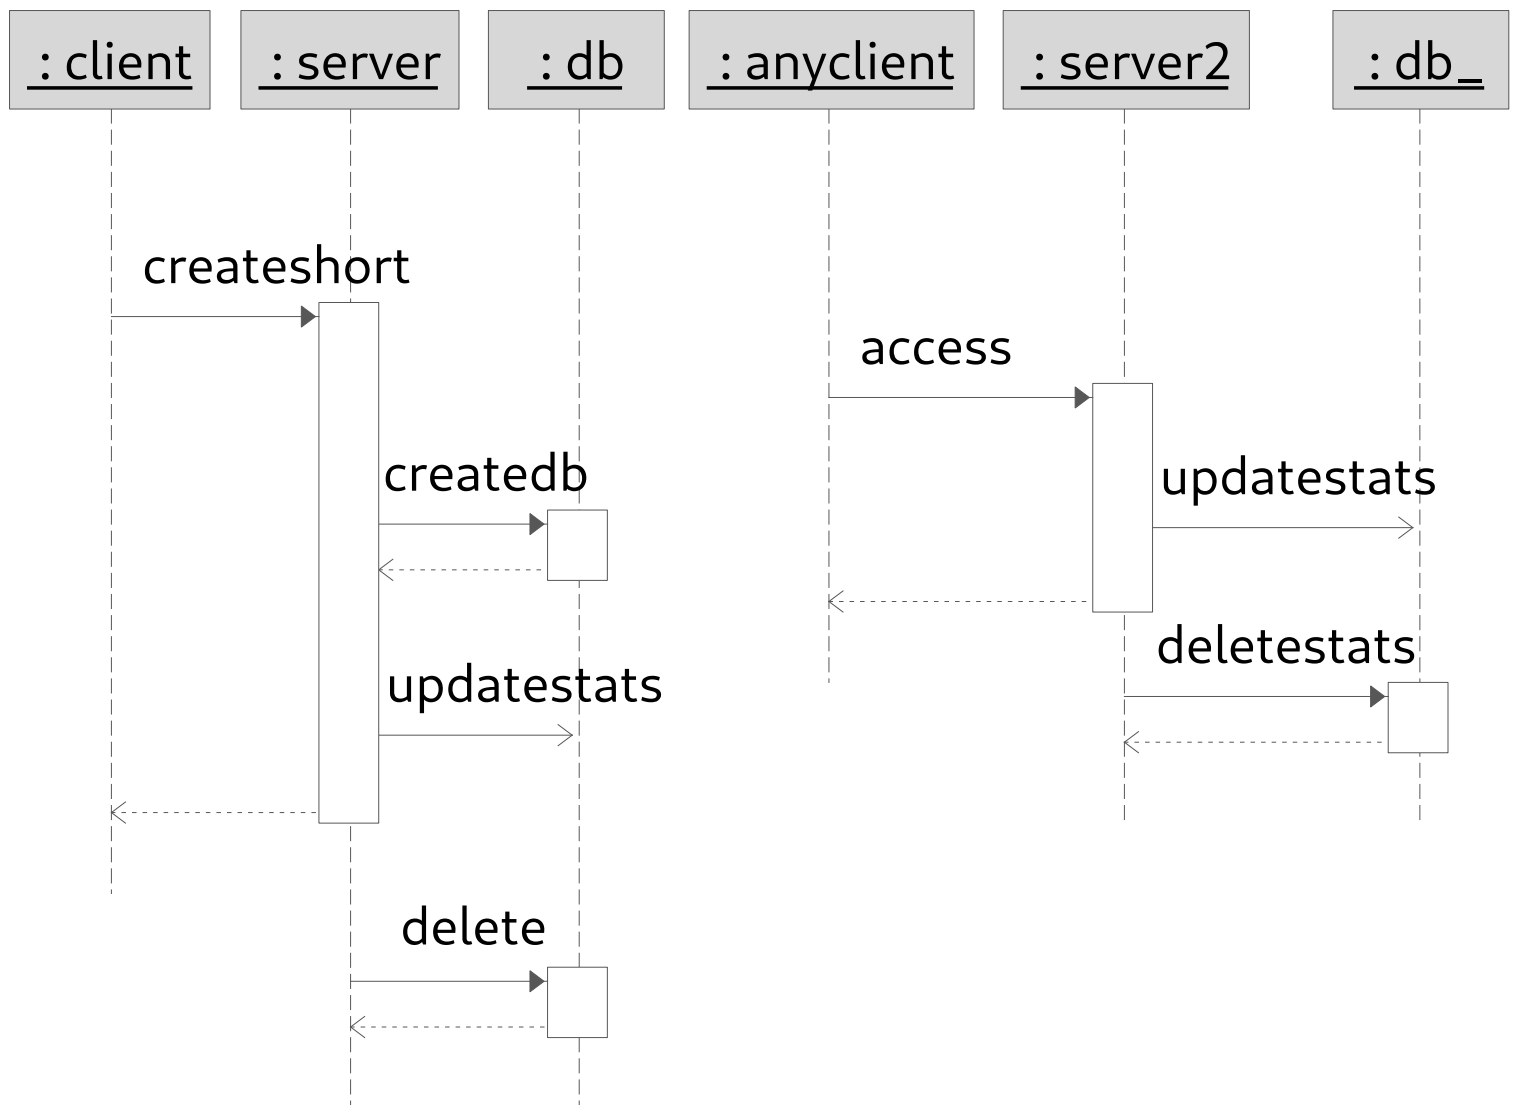 : client
: server
: db
: anyclient
: server2
: db_
createshort
access
createdb
updatestats
deletestats
updatestats
delete